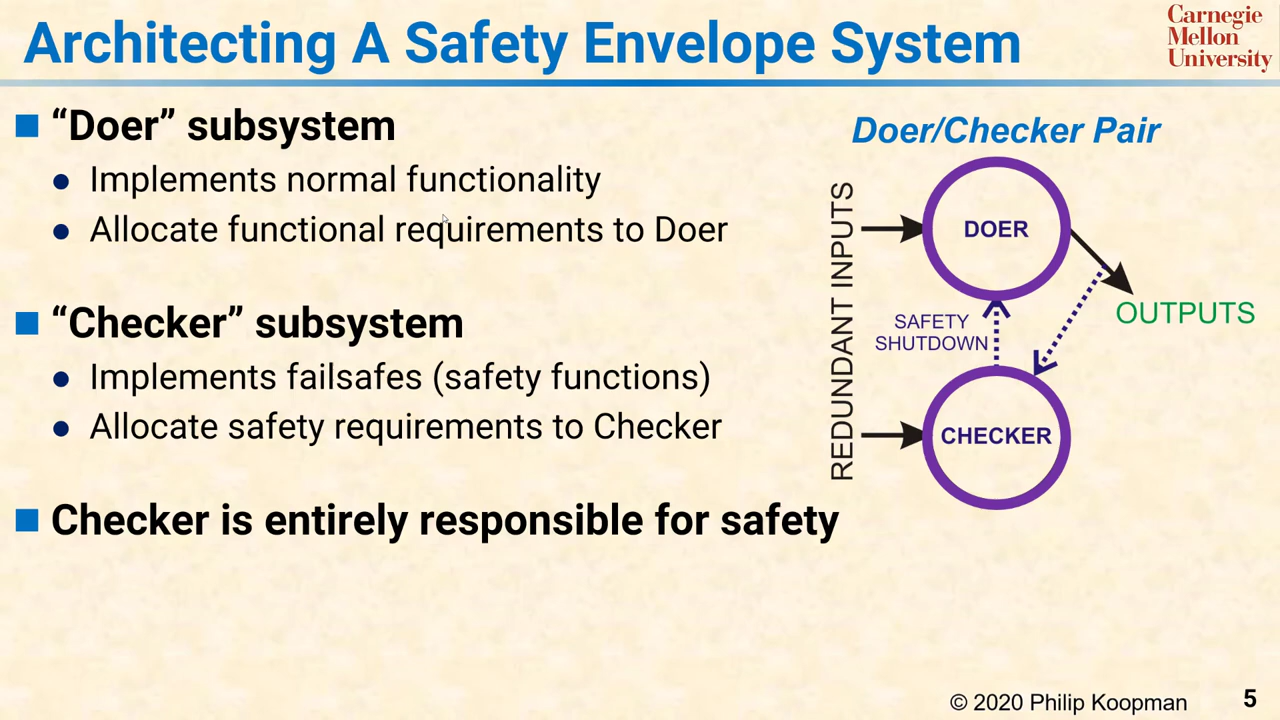 Architecting A Safety Envelope System
Carnegie
Mellon
University
“Doer” subsystem
Implements normal functionality
Allocate functional requirements to Doer
“Checker” subsystem
Implements failsafes (safety functions)
Allocate safety requirements to Checker
Checker is entirely responsible for safety
Doer/Checker Pair
REDUNDANT INPUTS
DOER
SAFETY
SHUTDOWN
OUTPUTS
CHECKER
© 2020 Philip Koopman
5